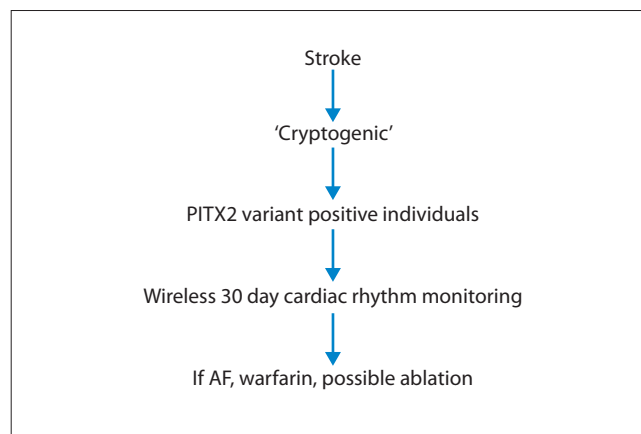 Stroke
‘Cryptogenic’
PITX2 variant positive individuals
Wireless 30 day cardiac rhythm monitoring
If AF, warfarin, possible ablation